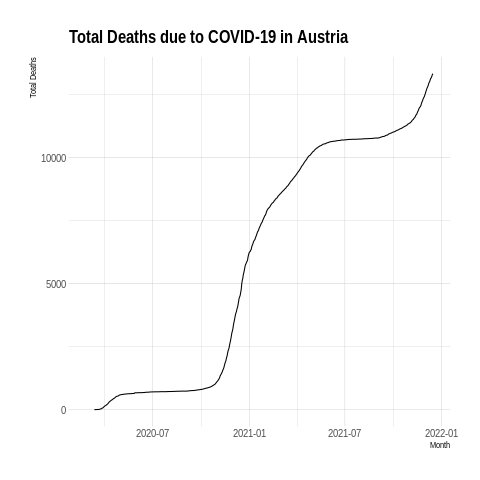 Total Deaths due to COVID-19 in Austria
Total Deaths
10000
5000
0
2020-07 2021-01 2021-07 2022-01
Month